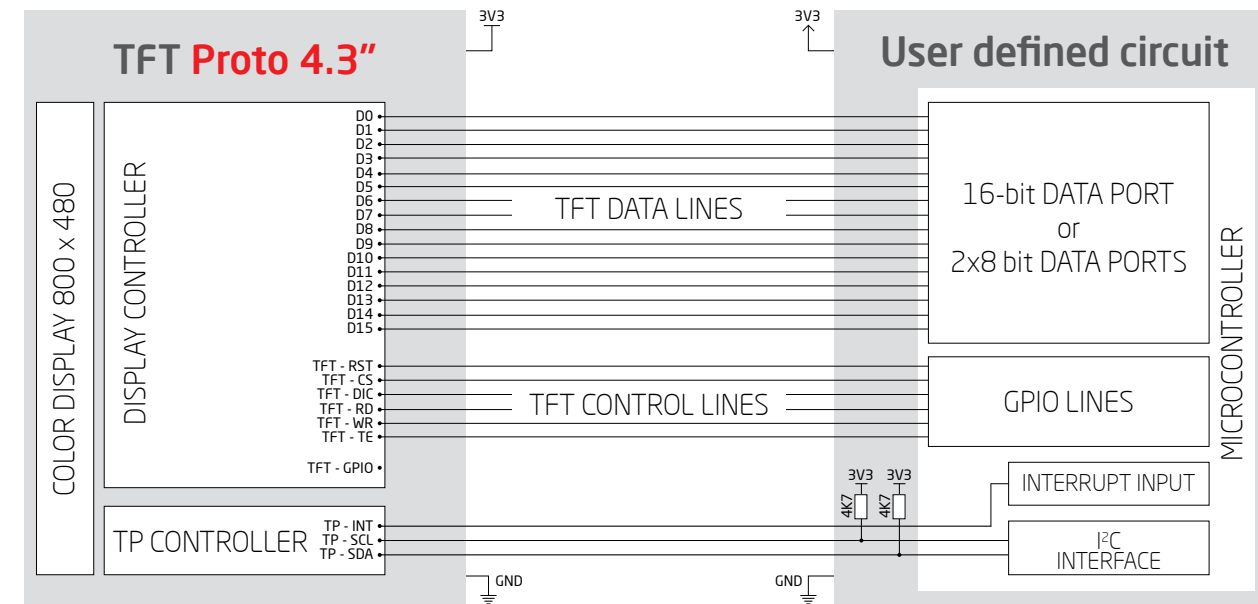 3V3
3V3
TFT Proto 4.3"
User defined circuit
COLOR DISPLAY 800 x 480
DISPLAY CONTROLLER
D0
D1
D2
D3
D4
D5
D6
D7
D8
D9
D10
D11
D12
D13
D14
D15
TFT DATA LINES
16-bit DATA PORT
or
2x8 bit DATA PORTS
MICROCONTROLLER
TFT - RST
TFT - CS
TFT - DIC
TFT - RD
TFT - WR
TFT - TE
TFT - GPIO
TFT CONTROL LINES
GPIO LINES
3V3
3V3
4K7
4K7
INTERRUPT INPUT
TP CONTROLLER
TP - INT
TP - SCL
TP - SDA
I²C
INTERFACE
GND
GND